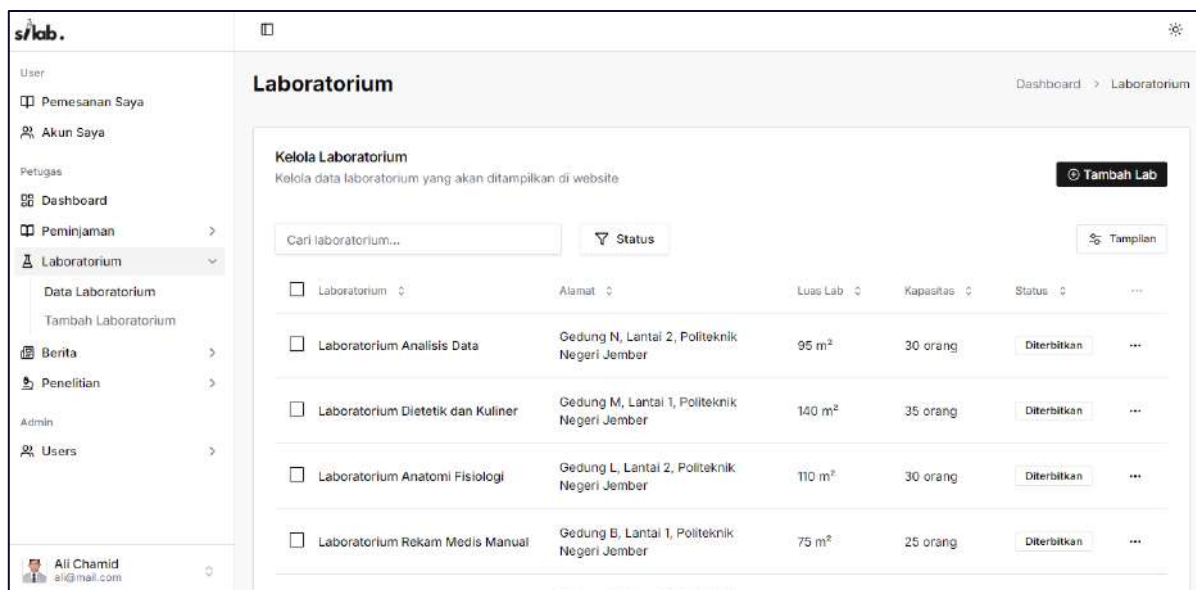 silab.
User
Pemesanan Saya
Akun Saya
Petugas
Dashboard
Peminjaman
Laboratorium
Data Laboratorium
Tambah Laboratorium
Berita
Penelitian
Admin
Users
Ali Chamid
ali@mail.com
Laboratorium
Dashboard > Laboratorium
Kelola Laboratorium
Kelola data laboratorium yang akan ditampilkan di website
Tambah Lab
Cari laboratorium...
Status
Tampilan
Laboratorium Alamat Luas Lab Kapasitas Status ...
Laboratorium Analisis Data Gedung N, Lantai 2, Politeknik 95 m² 30 orang Diterbitkan ...
Negeri Jember
Laboratorium Dietetik dan Kuliner Gedung M, Lantai 1, Politeknik 140 m² 35 orang Diterbitkan ...
Negeri Jember
Laboratorium Anatomi Fisiologi Gedung L, Lantai 2, Politeknik 110 m² 30 orang Diterbitkan ...
Negeri Jember
Laboratorium Rekam Medis Manual Gedung B, Lantai 1, Politeknik 75 m² 25 orang Diterbitkan ...
Negeri Jember